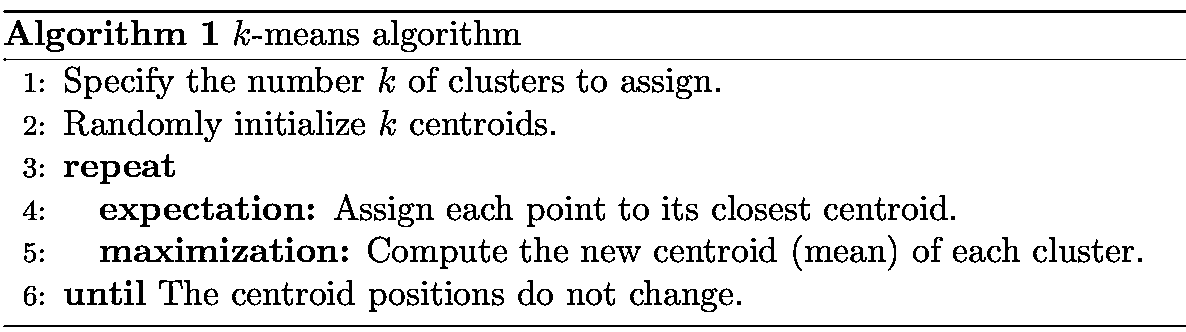 Algorithm 1 k-means algorithm
1: Specify the number k of clusters to assign.
2: Randomly initialize k centroids.
3: repeat
4: expectation: Assign each point to its closest centroid.
5: maximization: Compute the new centroid (mean) of each cluster.
6: until The centroid positions do not change.